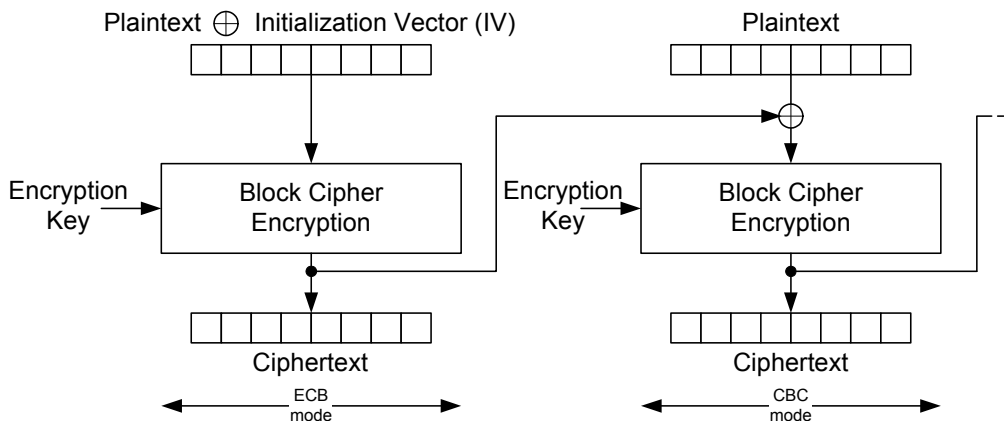 Plaintext ⊕ Initialization Vector (IV)
Plaintext
Encryption
Key
Block Cipher
Encryption
Encryption
Key
Block Cipher
Encryption
Ciphertext
Ciphertext
ECB
mode
CBC
mode